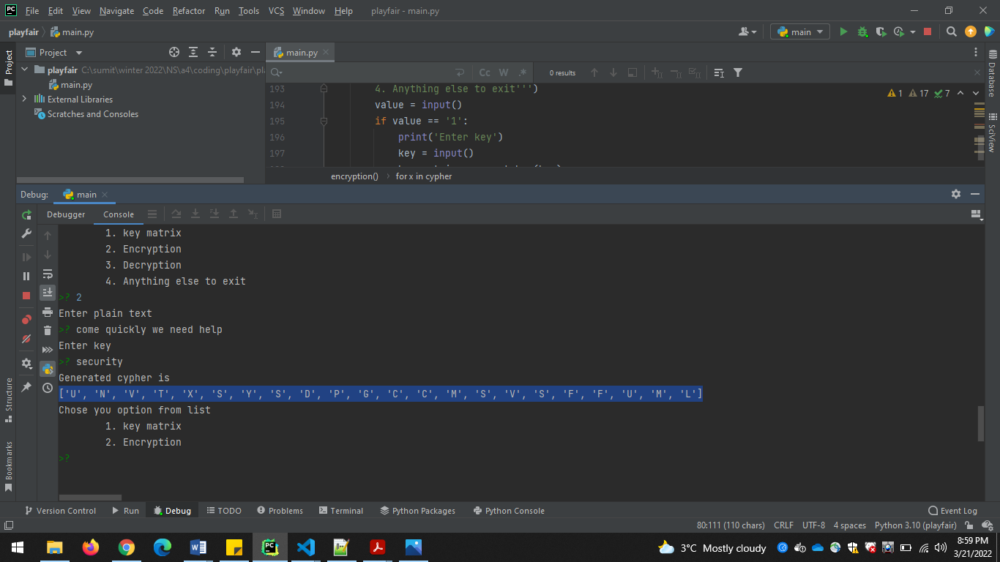 PC File Edit View Navigate Code Refactor Run Tools VCS Window Help playfair - main.py
playfair main.py main
Project main.py
Project
playfair C:\sumit\winter 2022\NS\a4\coding\playfair\pl
main.py
External Libraries
Scratches and Consoles
Cc W .* 0 results
193 4. Anything else to exit''')
194 value = input()
195 if value == '1':
196 print('Enter key')
197 key = input()
1 17 7
encryption() for x in cypher
Database
SciView
Debug: main
Debugger Console
1. key matrix
2. Encryption
3. Decryption
4. Anything else to exit
>? 2
Enter plain text
>? come quickly we need help
Enter key
>? security
Generated cypher is
['U', 'N', 'V', 'T', 'X', 'S', 'Y', 'S', 'D', 'P', 'G', 'C', 'C', 'M', 'S', 'V', 'S', 'F', 'F', 'U', 'M', 'L']
Chose you option from list
1. key matrix
2. Encryption
>?
Structure
Bookmarks
Version Control Run Debug TODO Problems Terminal Python Packages Python Console Event Log
80:111 (110 chars) CRLF UTF-8 4 spaces Python 3.10 (playfair)
3°C Mostly cloudy 8:59 PM
3/21/2022